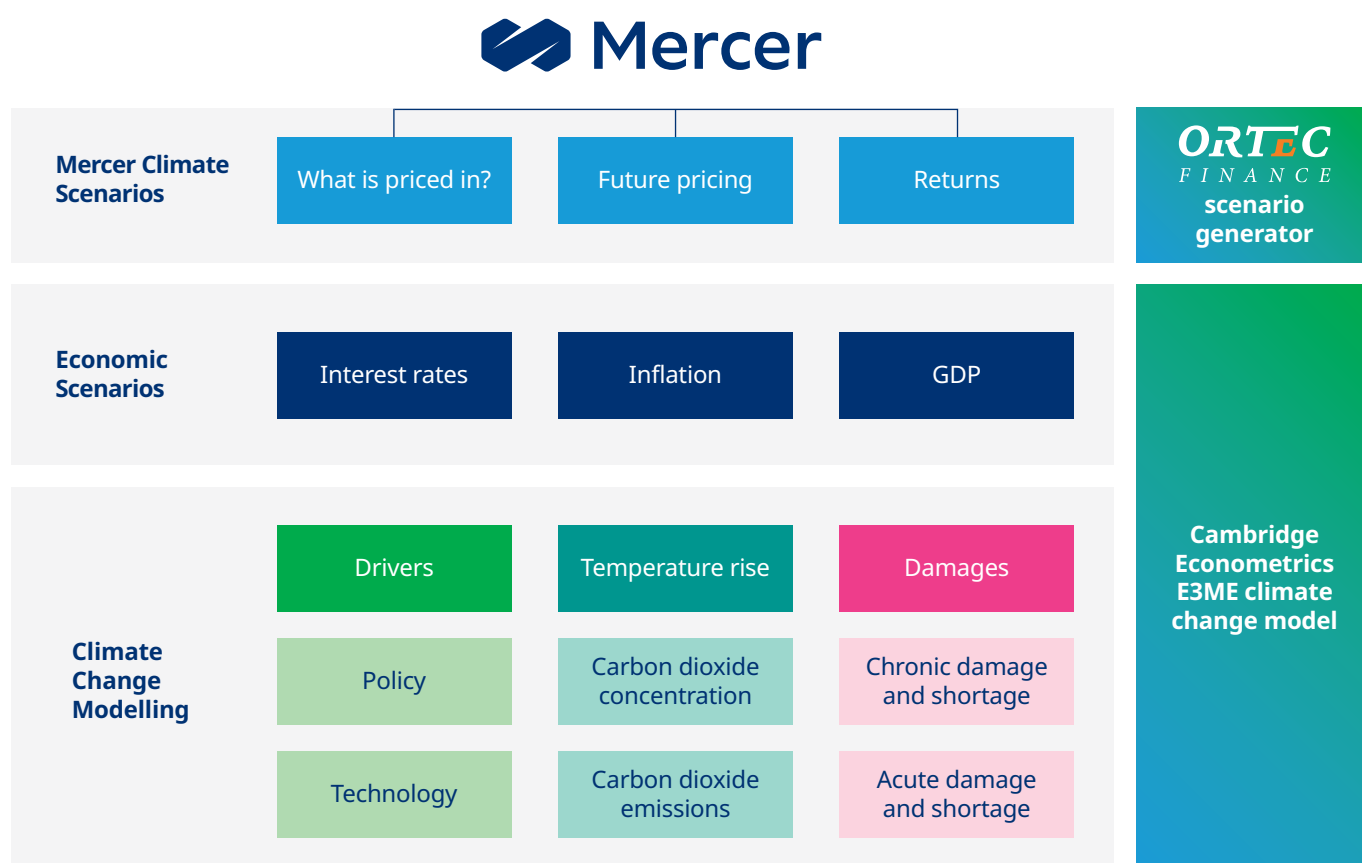 Mercer
Mercer Climate
Scenarios
What is priced in?
Future pricing
Returns
ORTEC
FINANCE
scenario
generator
Economic
Scenarios
Interest rates
Inflation
GDP
Climate
Change
Modelling
Drivers
Temperature rise
Damages
Policy
Carbon dioxide
concentration
Chronic damage
and shortage
Technology
Carbon dioxide
emissions
Acute damage
and shortage
Cambridge
Econometrics
E3ME climate
change model